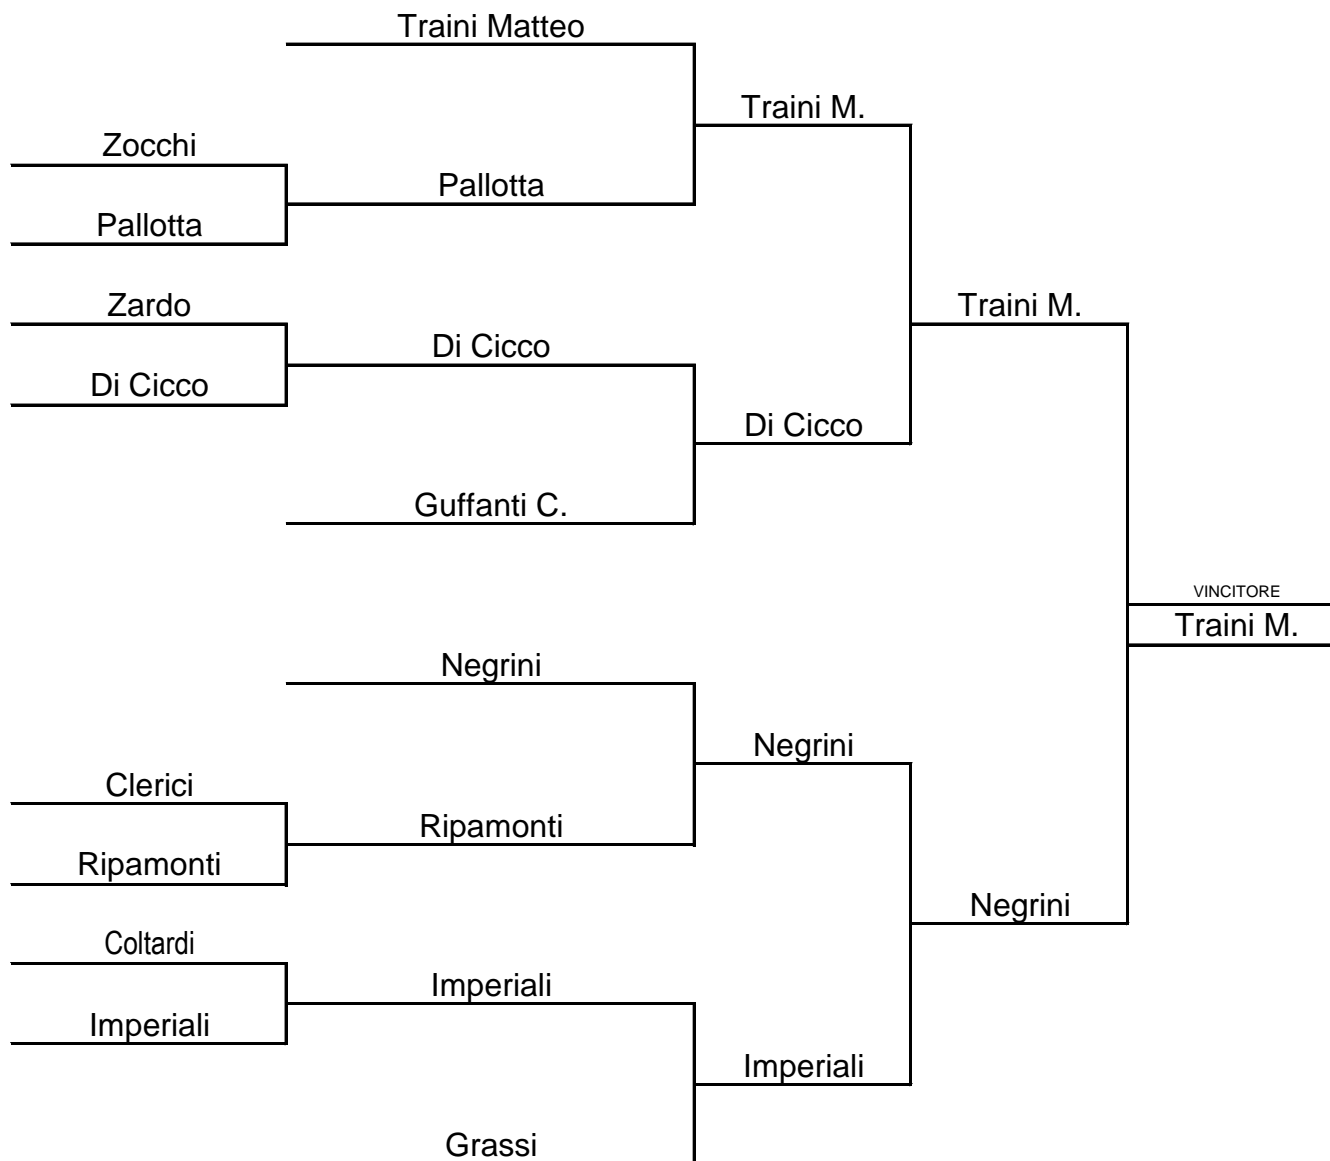 Traini Matteo
Traini M.
Zocchi
Pallotta
Pallotta
Zardo
Traini M.
Di Cicco
Di Cicco
Di Cicco
Guffanti C.
VINCITORE
Traini M.
Negrini
Negrini
Clerici
Ripamonti
Ripamonti
Negrini
Coltardi
Imperiali
Imperiali
Imperiali
Grassi